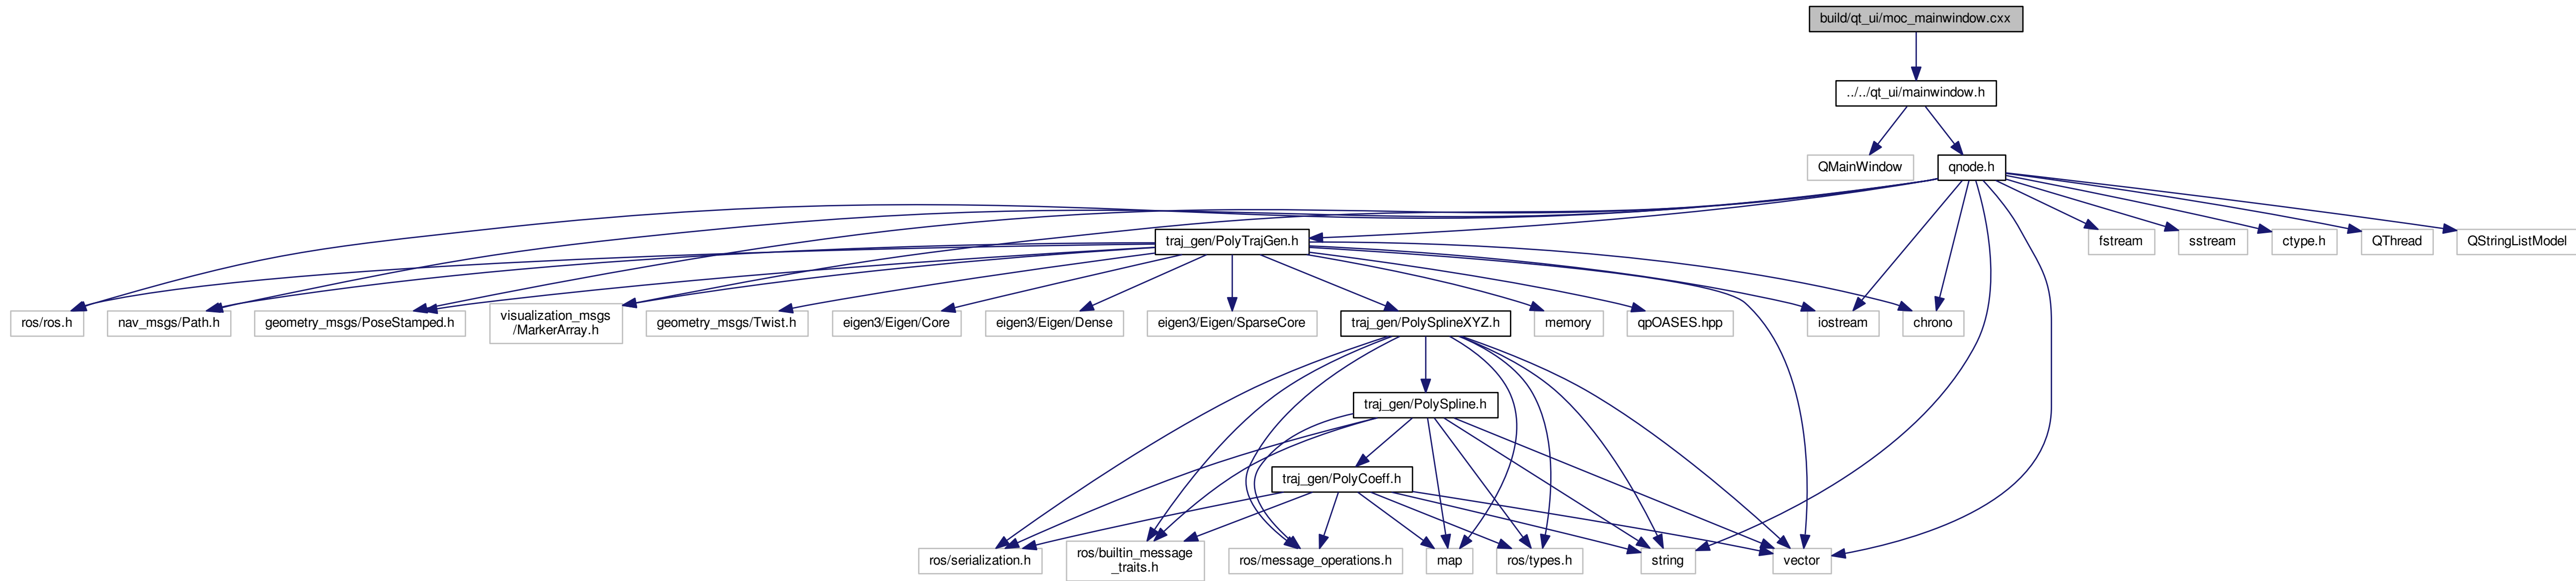 build/qt_ui/moc_mainwindow.cxx
../../qt_ui/mainwindow.h
QMainWindow
qnode.h
traj_gen/PolyTrajGen.h
fstream
sstream
ctype.h
QThread
QStringListModel
ros/ros.h
nav_msgs/Path.h
geometry_msgs/PoseStamped.h
visualization_msgs
/MarkerArray.h
geometry_msgs/Twist.h
eigen3/Eigen/Core
eigen3/Eigen/Dense
eigen3/Eigen/SparseCore
traj_gen/PolySplineXYZ.h
memory
qpOASES.hpp
iostream
chrono
traj_gen/PolySpline.h
traj_gen/PolyCoeff.h
ros/serialization.h
ros/builtin_message
_traits.h
ros/message_operations.h
map
ros/types.h
string
vector